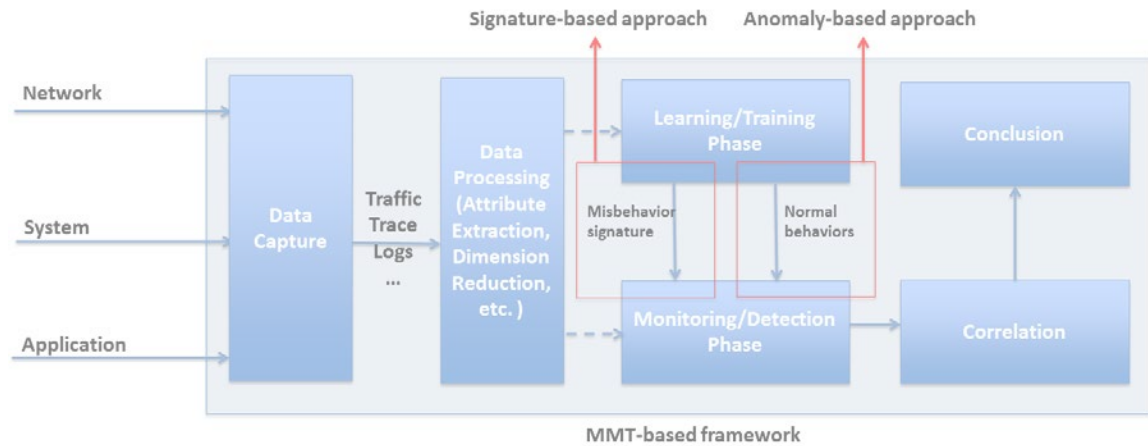 Signature-based approach
Anomaly-based approach
Network
System
Application
Data
Capture
Traffic
Trace
Logs
...
Data
Processing
(Attribute
Extraction,
Dimension
Reduction,
etc. )
Learning/Training
Phase
Misbehavior
signature
Normal
behaviors
Monitoring/Detection
Phase
Conclusion
Correlation
MMT-based framework